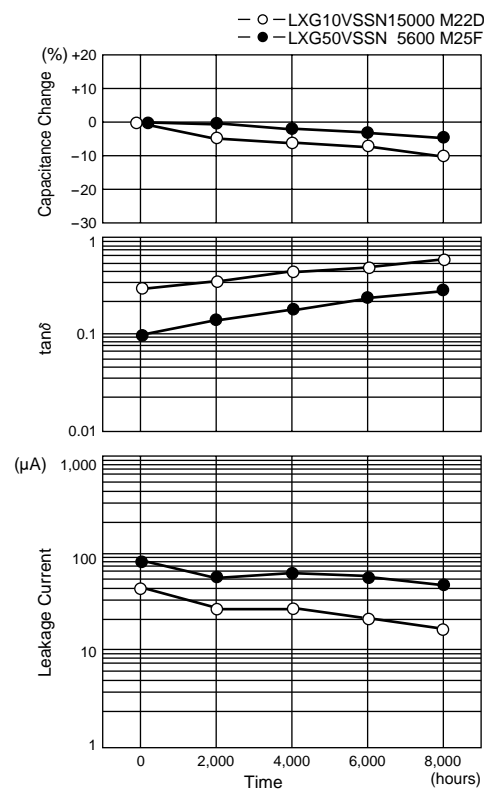 LXG10VSSN15000 M22D
LXG50VSSN 5600 M25F
(%)
+20
+10
0
−10
−20
−30
Capacitance Change
1
0.1
0.01
tanδ
(μA)
1,000
100
10
1
Leakage Current
0 2,000 4,000 6,000 8,000
Time (hours)